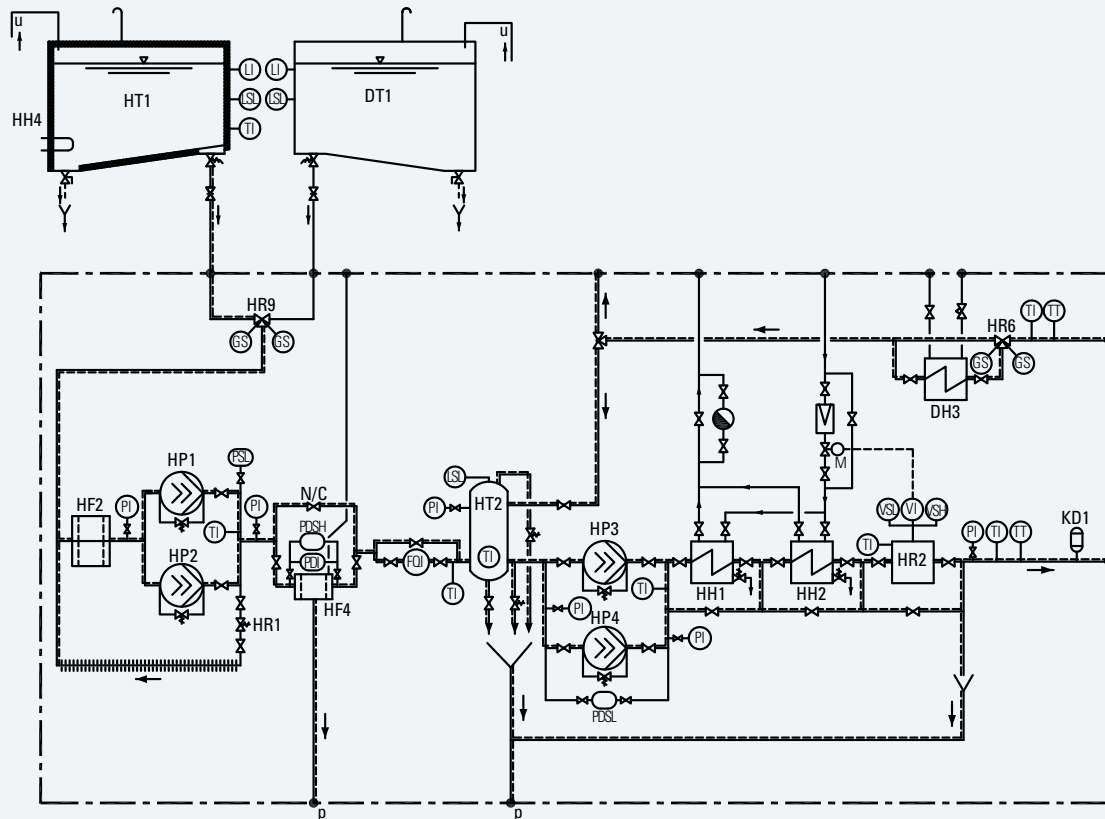 u
u
LI
LI
HT1
DT1
LSL
LSL
HH4
TI
HR9
GS
GS
HR6
TI
TT
GS
GS
DH3
M
HP1
PSL
HF2
PI
PI
N/C
TI
PDSH
HP2
PDI
HF4
HR1
LSL
HT2
PI
FQI
TI
TI
HP3
TI
HP4
PI
PI
PDSL
HH1
HH2
VSL
VI
VSH
TI
HR2
PI
TI
TT
KD1
p
p